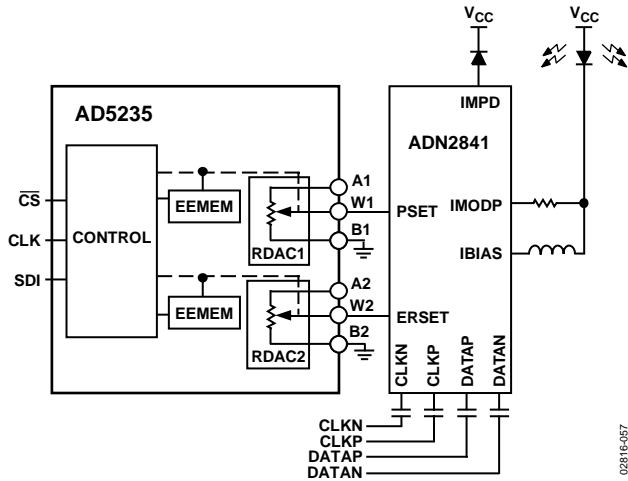 VCC
VCC
AD5235
IMPD
ADN2841
CS
CLK
SDI
CONTROL
EEMEM
RDAC1
A1
W1
B1
PSET
IMODP
IBIAS
EEMEM
RDAC2
A2
W2
B2
ERSET
CLKN
CLKP
DATAP
DATAN
CLKN
CLKP
DATAP
DATAN
02816-057